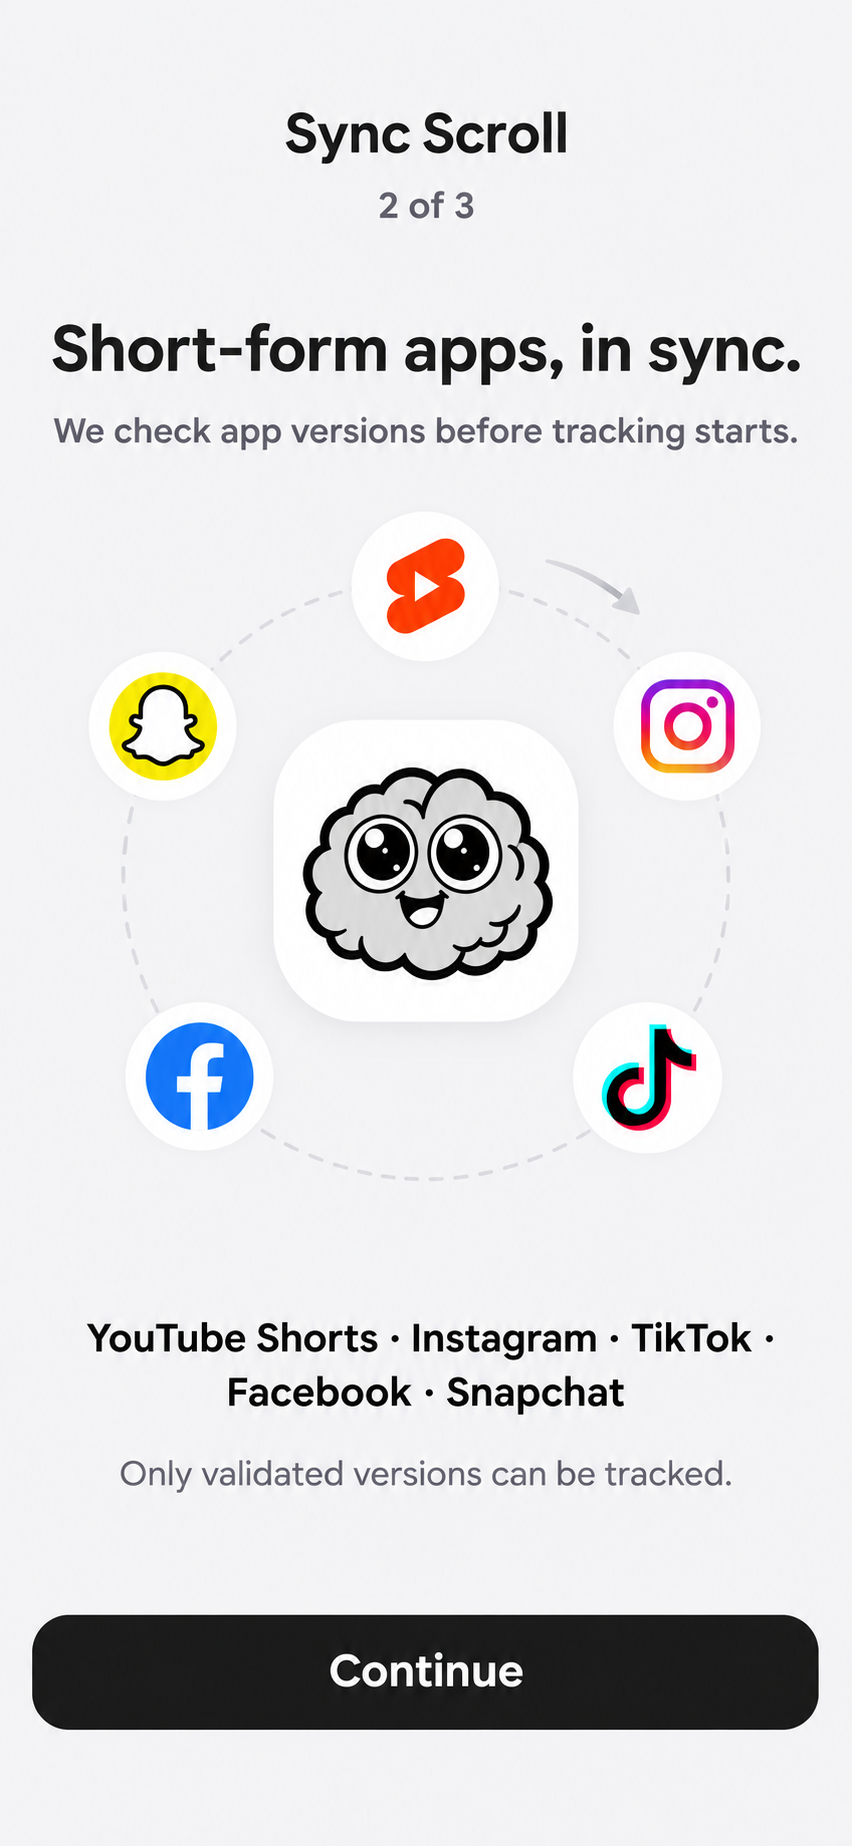 Sync Scroll
2 of 3
Short-form apps, in sync.
We check app versions before tracking starts.
YouTube Shorts · Instagram · TikTok ·
Facebook · Snapchat
Only validated versions can be tracked.
Continue